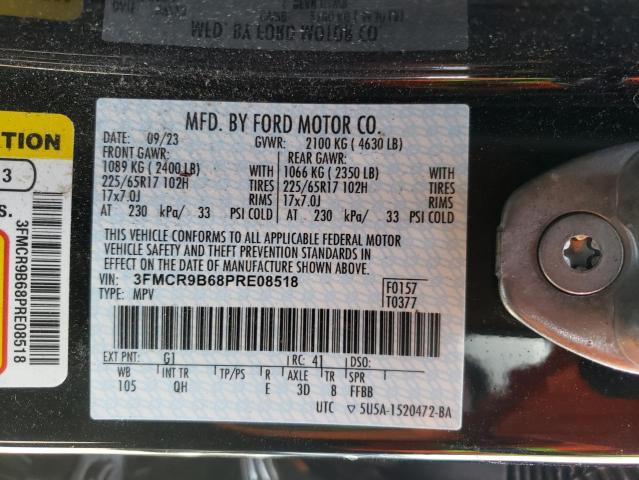 MFD. BY FORD MOTOR CO.
DATE: 09/23 GVWR: 2100 KG ( 4630 LB)
FRONT GAWR: REAR GAWR:
1089 KG ( 2400 LB) WITH 1066 KG ( 2350 LB) WITH
225/65R17 102H TIRES 225/65R17 102H TIRES
17x7.0J RIMS 17x7.0J RIMS
AT 230 kPa/ 33 PSI COLD AT 230 kPa/ 33 PSI COLD
THIS VEHICLE CONFORMS TO ALL APPLICABLE FEDERAL MOTOR
VEHICLE SAFETY AND THEFT PREVENTION STANDARDS IN
EFFECT ON THE DATE OF MANUFACTURE SHOWN ABOVE.
VIN: 3FMCR9B68PRE08518 F0157
TYPE: MPV T0377
EXT PNT: G1 RC: 41 DSO:
WB INT TR TP/PS R AXLE TR SPR
105 QH E 3D 8 FFBB
UTC 5U5A-1520472-BA
TION
3
s.
3FMCR9B68PRE08518
MFD. BY FORD MOTOR CO.
DATE